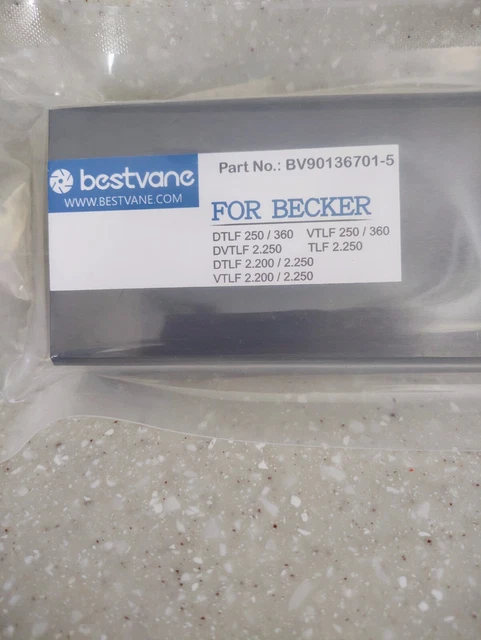 bestvane
WWW.BESTVANE.COM
Part No.: BV90136701-5
FOR BECKER
DTLF 250 / 360 VTLF 250 / 360
DVTLF 2.250 TLF 2.250
DTLF 2.200 / 2.250
VTLF 2.200 / 2.250